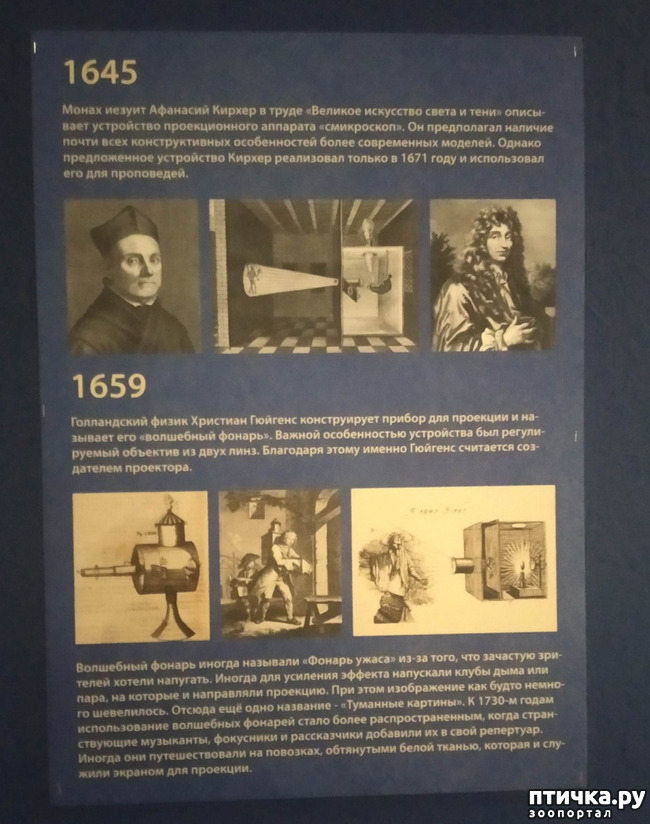 1645
Монах иезуит Афанасий Кирхер в труде «Великое искусство света и тени» описы-
вает устройство проекционного аппарата «смикроскоп». Он предполагал наличие
почти всех конструктивных особенностей более современных моделей. Однако
предложенное устройство Кирхер реализовал только в 1671 году и использовал
его для проповедей.
1659
Голландский физик Христиан Гюйгенс конструирует прибор для проекции и на-
зывает его «волшебный фонарь». Важной особенностью устройства был регули-
руемый объектив из двух линз. Благодаря этому именно Гюйгенс считается соз-
дателем проектора.
Волшебный фонарь иногда называли «Фонарь ужаса» из-за того, что зачастую зри-
телей хотели напугать. Иногда для усиления эффекта напускали клубы дыма или
пара, на которые и направляли проекцию. При этом изображение как будто немно-
го шевелилось. Отсюда ещё одно название - «Туманные картины». К 1730-м годам
использование волшебных фонарей стало более распространенным, когда стран-
ствующие музыканты, фокусники и рассказчики добавили их в свой репертуар.
Иногда они путешествовали на повозках, обтянутыми белой тканью, которая и слу-
жили экраном для проекции.
птичка.ру
зоопортал